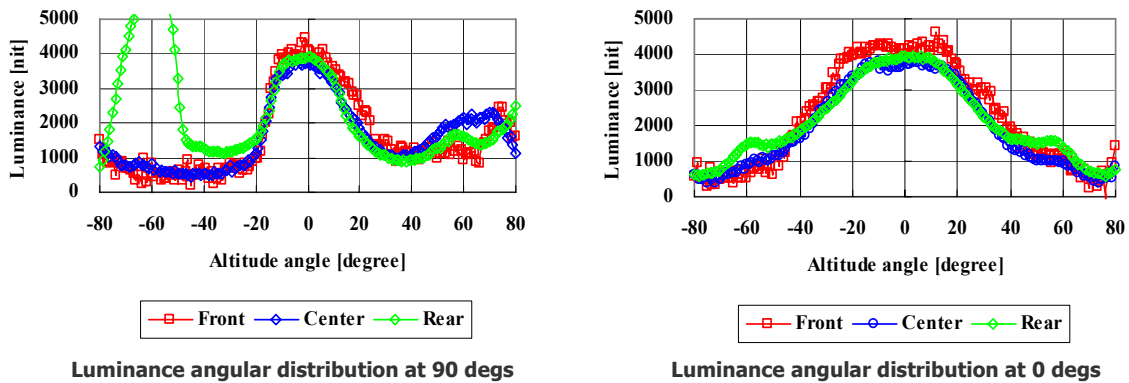 5000
4000
3000
2000
1000
0
Luminance [nit]
-80 -60 -40 -20 0 20 40 60 80
Altitude angle [degree]
Front Center Rear
Luminance angular distribution at 90 degs
5000
4000
3000
2000
1000
0
Luminance [nit]
-80 -60 -40 -20 0 20 40 60 80
Altitude angle [degree]
Front Center Rear
Luminance angular distribution at 0 degs